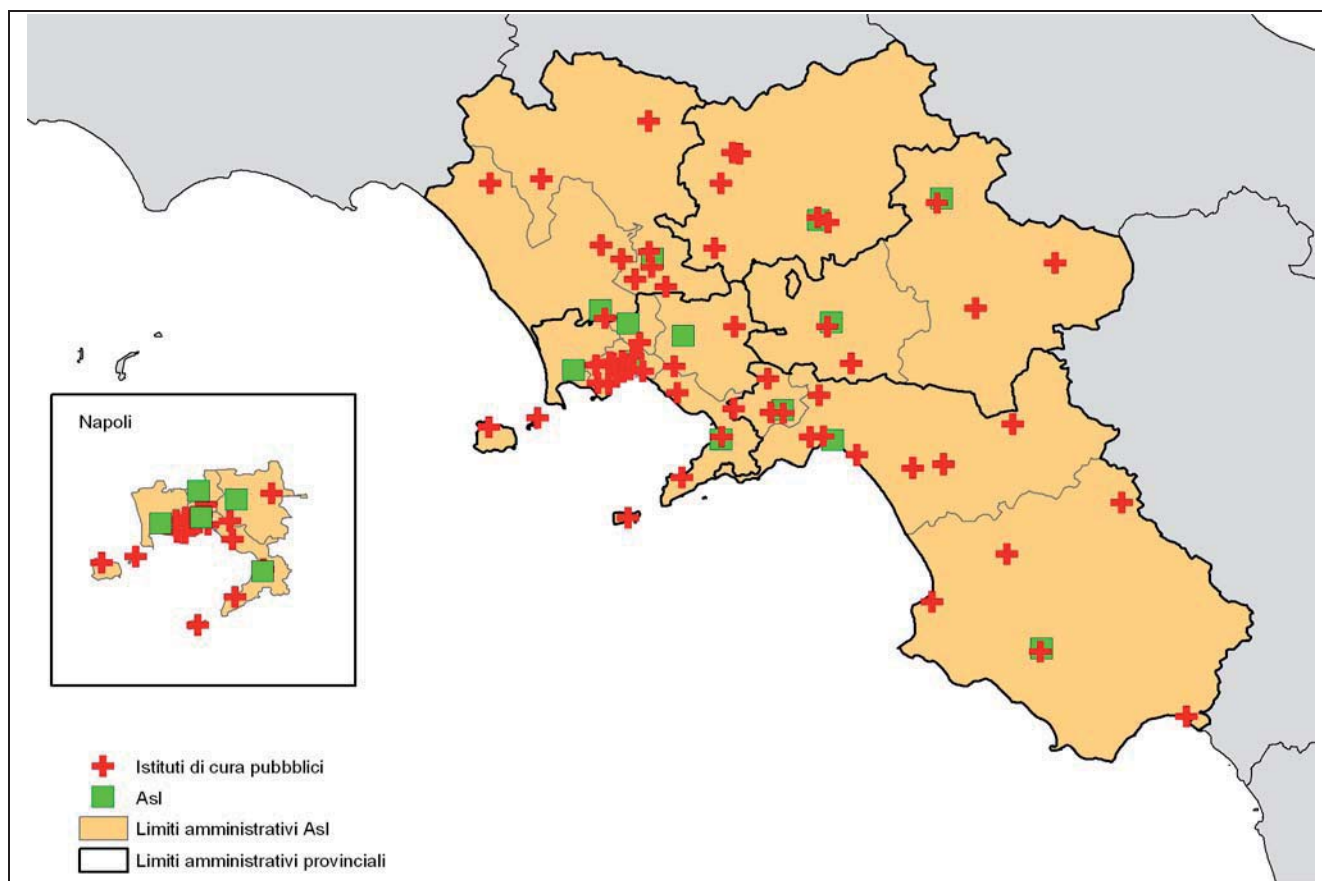 Napoli
Istituti di cura pubbblici
Asl
Limiti amministrativi Asl
Limiti amministrativi provinciali